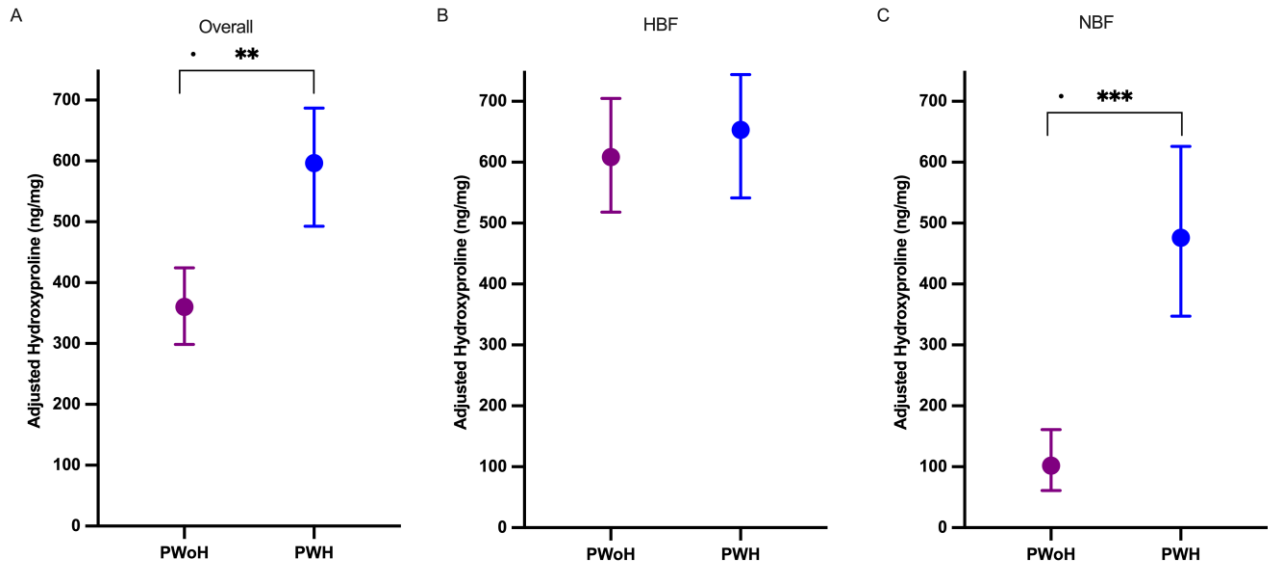 A
Overall
• **
Adjusted Hydroxyproline (ng/mg)
700
600
500
400
300
200
100
0
PWoH PWH
B
HBF
Adjusted Hydroxyproline (ng/mg)
700
600
500
400
300
200
100
0
PWoH PWH
C
NBF
• ***
Adjusted Hydroxyproline (ng/mg)
700
600
500
400
300
200
100
0
PWoH PWH